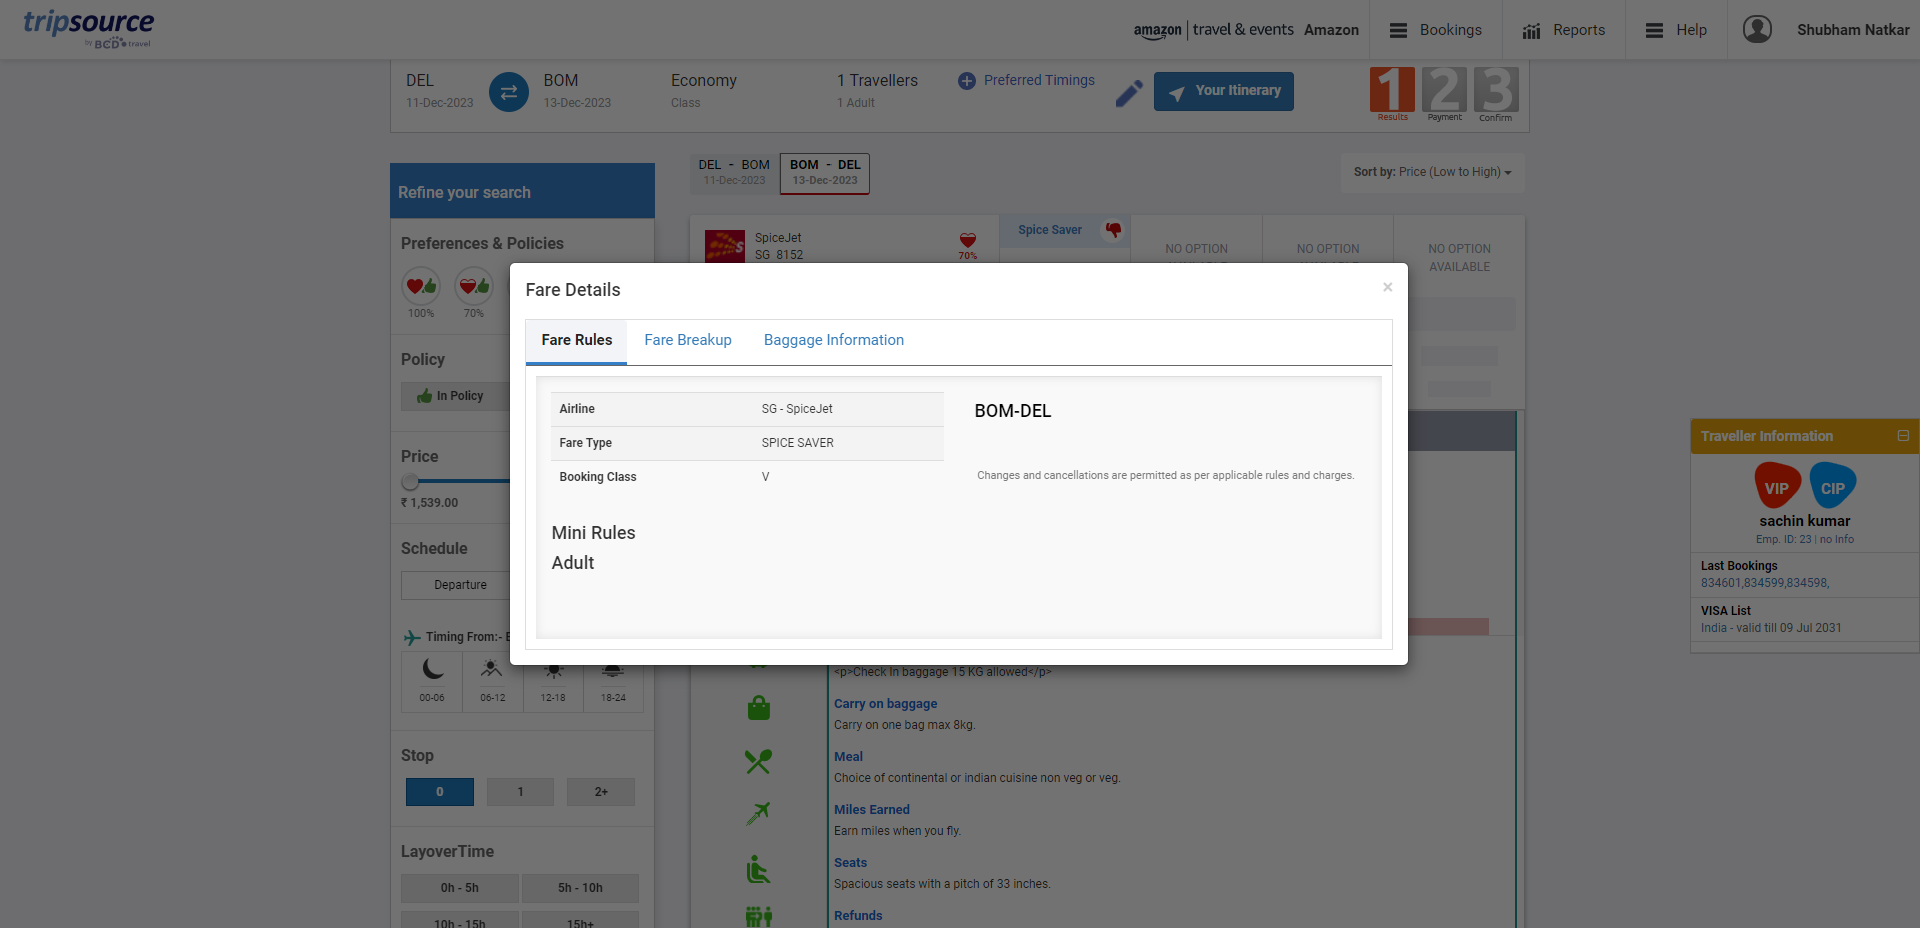 tripsource
by BCD travel
amazon | travel & events Amazon
Bookings
Reports
Help
Shubham Natkar
DEL
11-Dec-2023
BOM
13-Dec-2023
Economy
Class
1 Travellers
1 Adult
Preferred Timings
Your Itinerary
1 2 3
Results Payment Confirm
Refine your search
Preferences & Policies
100% 70%
Policy
In Policy
Price
₹ 1,539.00
Schedule
Departure
Timing From:-
00-06 06-12 12-18 18-24
Stop
0 1 2+
LayoverTime
0h - 5h 5h - 10h
10h - 15h 15h+
DEL - BOM
11-Dec-2023
BOM - DEL
13-Dec-2023
Sort by: Price (Low to High)
SpiceJet
SG 8152
70%
Spice Saver
NO OPTION
NO OPTION
NO OPTION
AVAILABLE
Fare Details
×
Fare Rules Fare Breakup Baggage Information
Airline SG - SpiceJet
Fare Type SPICE SAVER
Booking Class V
BOM-DEL
Changes and cancellations are permitted as per applicable rules and charges.
Mini Rules
Adult
<p>Check In baggage 15 KG allowed</p>
Carry on baggage
Carry on one bag max 8kg.
Meal
Choice of continental or indian cuisine non veg or veg.
Miles Earned
Earn miles when you fly.
Seats
Spacious seats with a pitch of 33 inches.
Refunds
Traveller Information
VIP CIP
sachin kumar
Emp. ID: 23 | no Info
Last Bookings
834601,834599,834598,
VISA List
India - valid till 09 Jul 2031